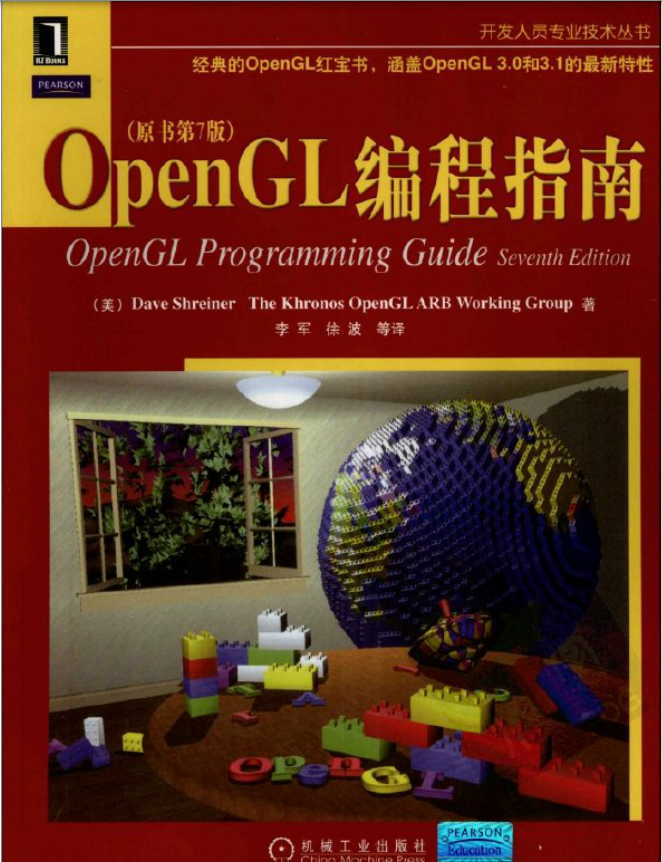 开发人员专业技术丛书
HZ BOOKS
PEARSON
经典的OpenGL红宝书，涵盖OpenGL 3.0和3.1的最新特性
（原书第7版）
OpenGL编程指南
OpenGL Programming Guide Seventh Edition
（美）Dave Shreiner The Khronos OpenGL ARB Working Group 著
李军 徐波 等译
OPEnGL
机械工业出版社
China Machine Press
PEARSON
Education